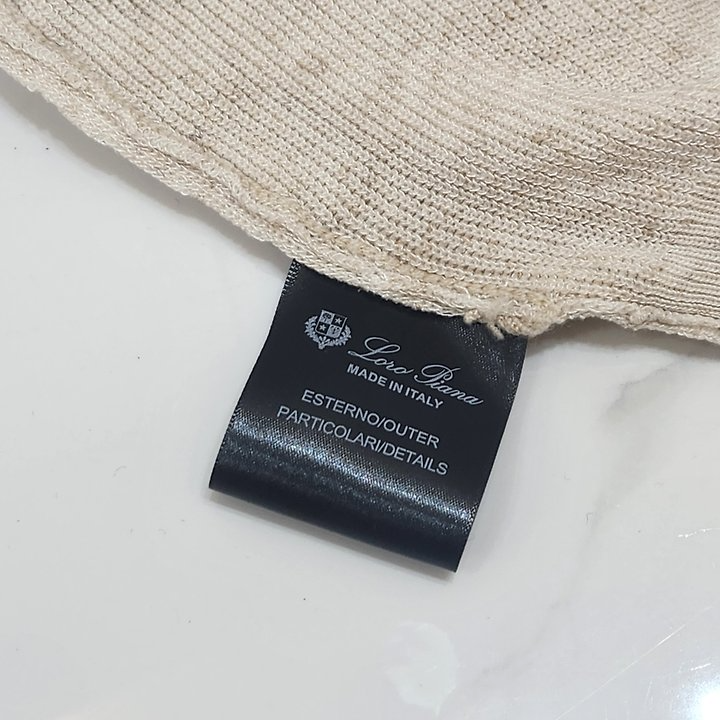 Loro Piana
MADE IN ITALY
ESTERNO/OUTER
PARTICOLARI/DETAILS